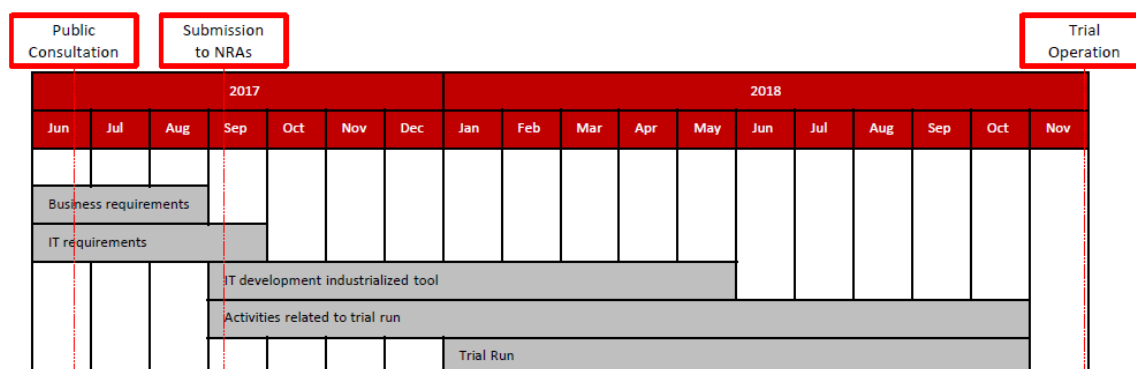 Public
Consultation
Submission
to NRAs
Trial
Operation
2017
2018
Jun
Jul
Aug
Sep
Oct
Nov
Dec
Jan
Feb
Mar
Apr
May
Jun
Jul
Aug
Sep
Oct
Nov
Business requirements
IT requirements
IT development industrialized tool
Activities related to trial run
Trial Run